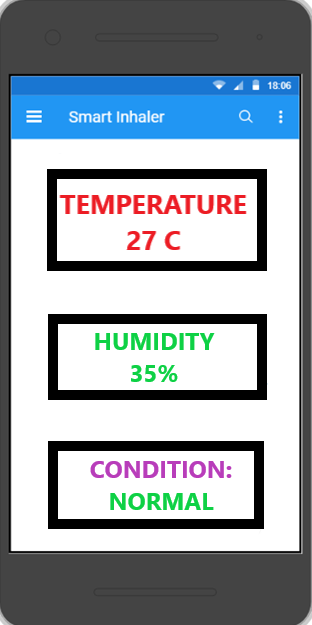 18:06
Smart Inhaler
TEMPERATURE
27 C
HUMIDITY
35%
CONDITION:
NORMAL